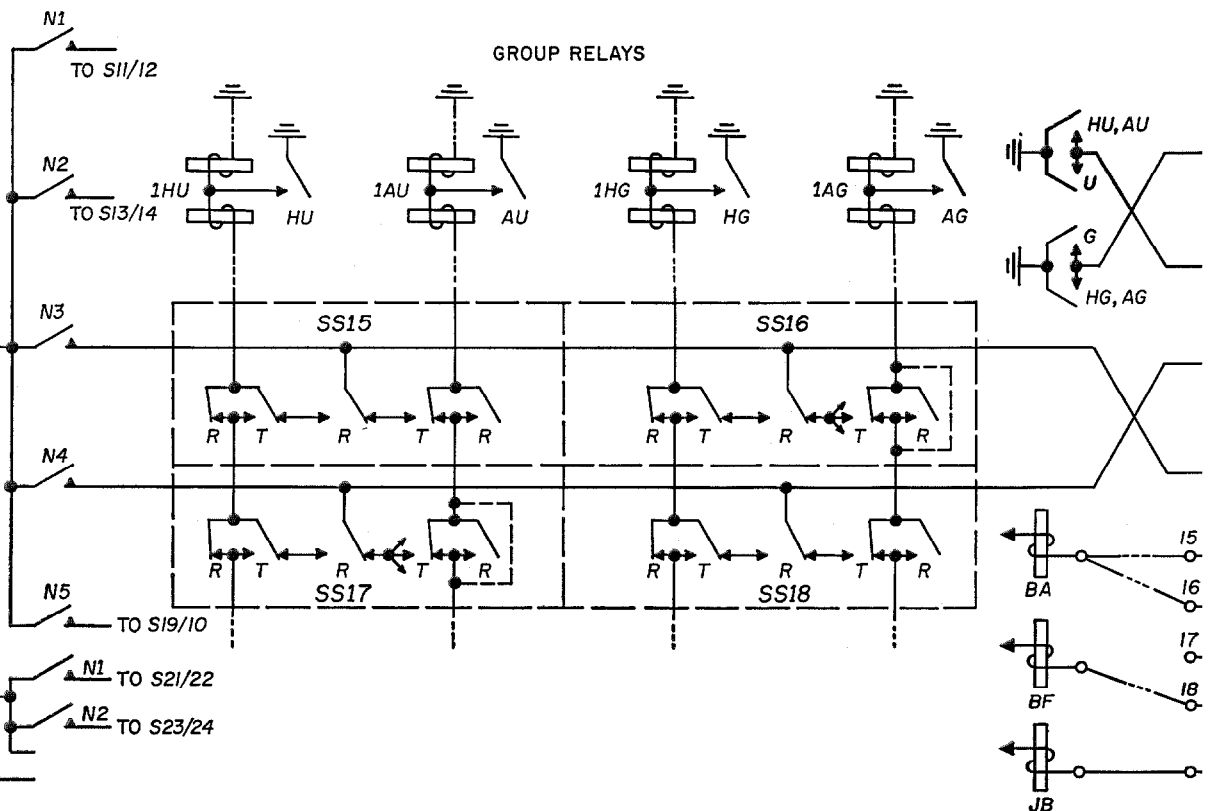 N1
TO S11/12
GROUP RELAYS
N2
TO S13/14
1HU
HU
1AU
AU
1HG
HG
1AG
AG
HU, AU
U
G
HG, AG
N3
SS15
SS16
R T R T R
R T R T R
N4
R T R T R
R T R T R
SS17
SS18
N5
TO S19/10
N1
TO S21/22
N2
TO S23/24
BA
15
16
BF
17
18
JB